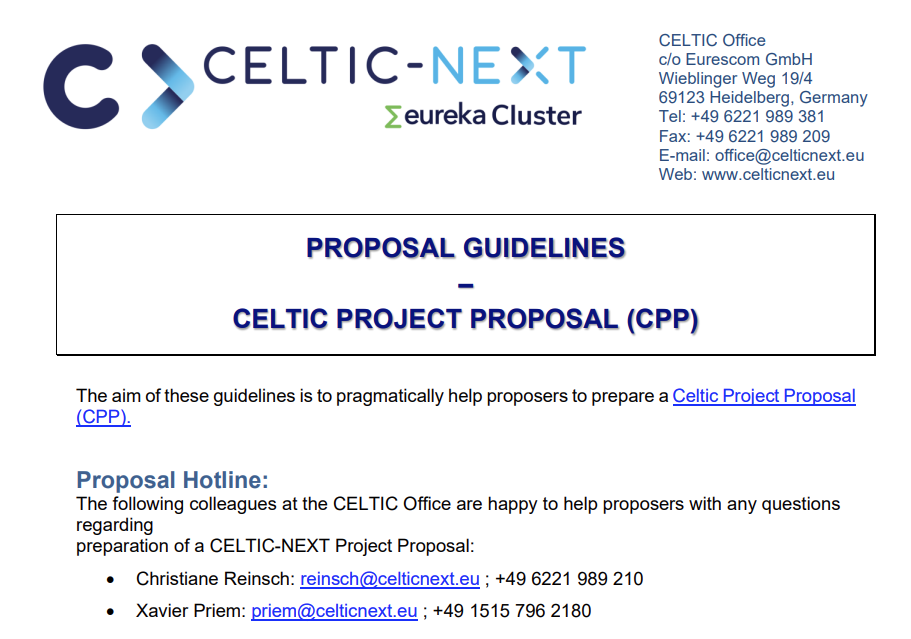 CELTIC-NEXT
eureka Cluster
CELTIC Office
c/o Eurescom GmbH
Wieblinger Weg 19/4
69123 Heidelberg, Germany
Tel: +49 6221 989 381
Fax: +49 6221 989 209
E-mail: office@celticnext.eu
Web: www.celticnext.eu
PROPOSAL GUIDELINES
–
CELTIC PROJECT PROPOSAL (CPP)
The aim of these guidelines is to pragmatically help proposers to prepare a Celtic Project Proposal
(CPP).
Proposal Hotline:
The following colleagues at the CELTIC Office are happy to help proposers with any questions
regarding
preparation of a CELTIC-NEXT Project Proposal:
• Christiane Reinsch: reinsch@celticnext.eu ; +49 6221 989 210
• Xavier Priem: priem@celticnext.eu ; +49 1515 796 2180